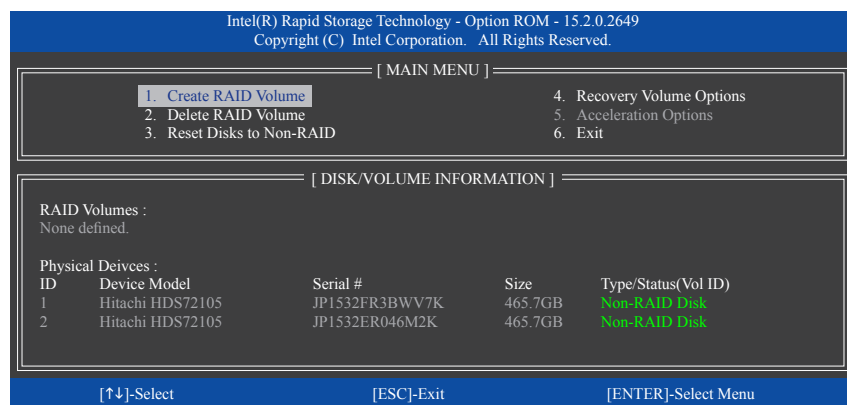 Intel(R) Rapid Storage Technology - Option ROM - 15.2.0.2649
Copyright (C) Intel Corporation. All Rights Reserved.
[ MAIN MENU ]
1. Create RAID Volume
2. Delete RAID Volume
3. Reset Disks to Non-RAID
4. Recovery Volume Options
5. Acceleration Options
6. Exit
[ DISK/VOLUME INFORMATION ]
RAID Volumes :
None defined.
Physical Deivces :
ID Device Model Serial # Size Type/Status(Vol ID)
1 Hitachi HDS72105 JP1532FR3BWV7K 465.7GB Non-RAID Disk
2 Hitachi HDS72105 JP1532ER046M2K 465.7GB Non-RAID Disk
[↑↓]-Select [ESC]-Exit [ENTER]-Select Menu